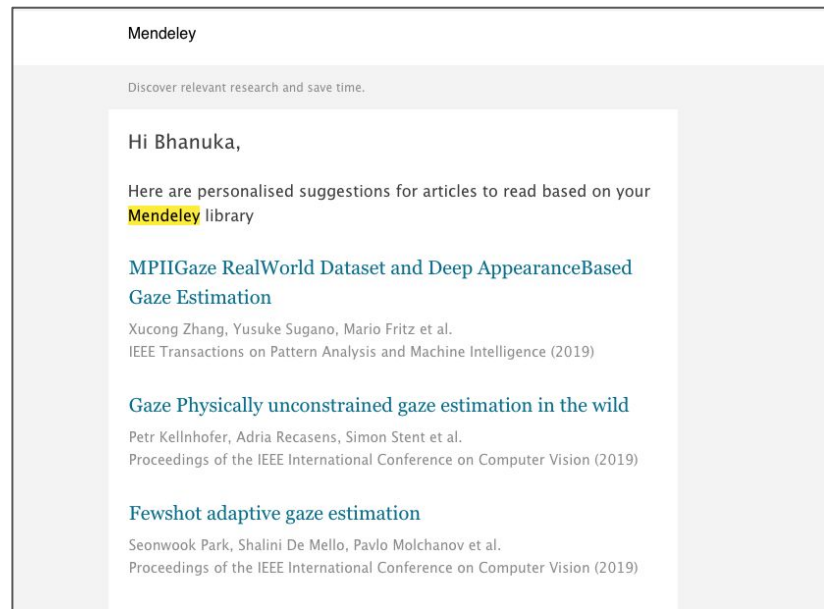 Mendeley
Discover relevant research and save time.
Hi Bhanuka,
Here are personalised suggestions for articles to read based on your
Mendeley library
MPIIGaze RealWorld Dataset and Deep AppearanceBased
Gaze Estimation
Xucong Zhang, Yusuke Sugano, Mario Fritz et al.
IEEE Transactions on Pattern Analysis and Machine Intelligence (2019)
Gaze Physically unconstrained gaze estimation in the wild
Petr Kellnhofer, Adria Recasens, Simon Stent et al.
Proceedings of the IEEE International Conference on Computer Vision (2019)
Fewshot adaptive gaze estimation
Seonwook Park, Shalini De Mello, Pavlo Molchanov et al.
Proceedings of the IEEE International Conference on Computer Vision (2019)